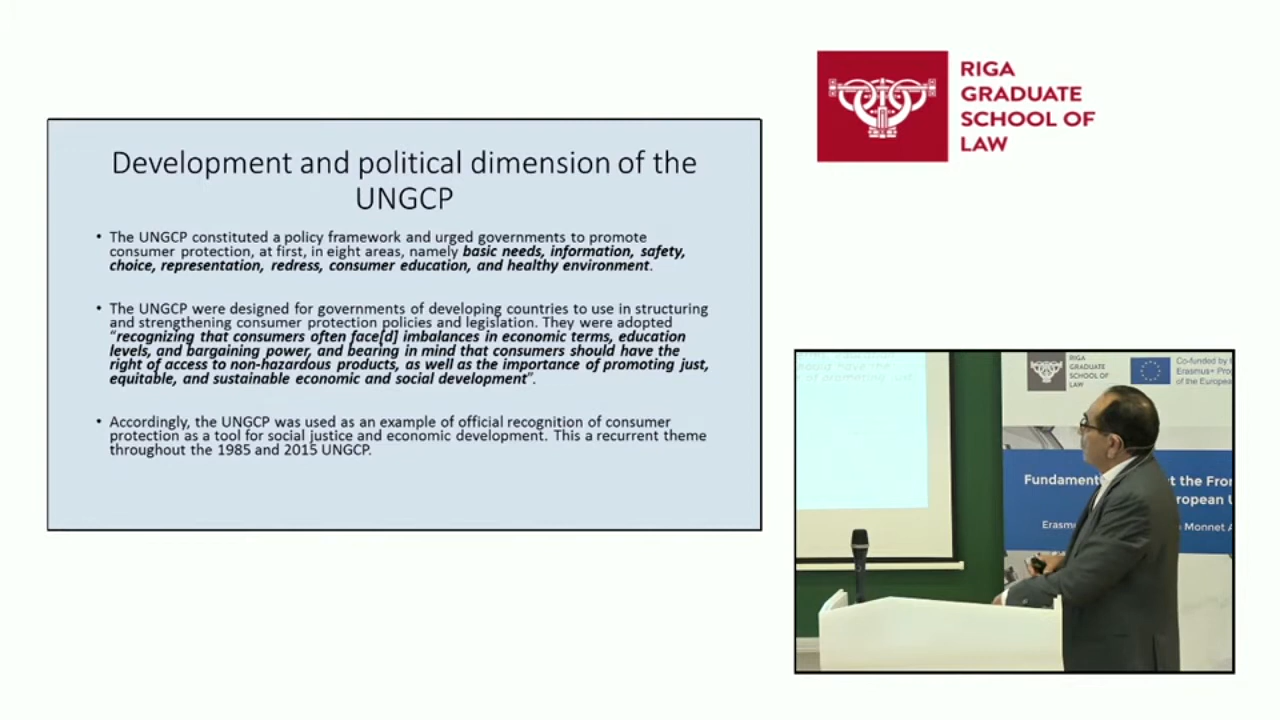 RIGA
GRADUATE
SCHOOL OF
LAW
Development and political dimension of the
UNGCP
• The UNGCP constituted a policy framework and urged governments to promote
consumer protection, at first, in eight areas, namely basic needs, information, safety,
choice, representation, redress, consumer education, and healthy environment.
• The UNGCP were designed for governments of developing countries to use in structuring
and strengthening consumer protection policies and legislation. They were adopted
“recognizing that consumers often face[d] imbalances in economic terms, education
levels, and bargaining power, and bearing in mind that consumers should have the
right of access to non-hazardous products, as well as the importance of promoting just,
equitable, and sustainable economic and social development”.
• Accordingly, the UNGCP was used as an example of official recognition of consumer
protection as a tool for social justice and economic development. This a recurrent theme
throughout the 1985 and 2015 UNGCP.
RIGA
GRADUATE
SCHOOL OF
LAW
Co-funded by
Erasmus+ Pro
of the Europea
Fundament t the Fron
ropean U
Erasm Monnet A